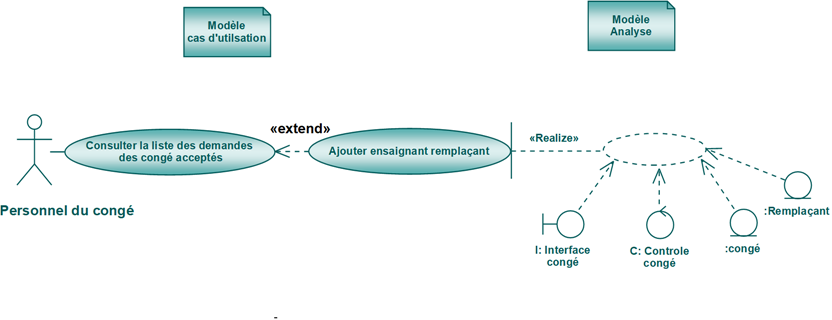 Modèle
cas d'utilsation
Modèle
Analyse
«extend»
«Realize»
Consulter la liste des demandes
des congé acceptés
Ajouter ensaignant remplaçant
Personnel du congé
:Remplaçant
I: Interface
congé
C: Controle
congé
:congé
-